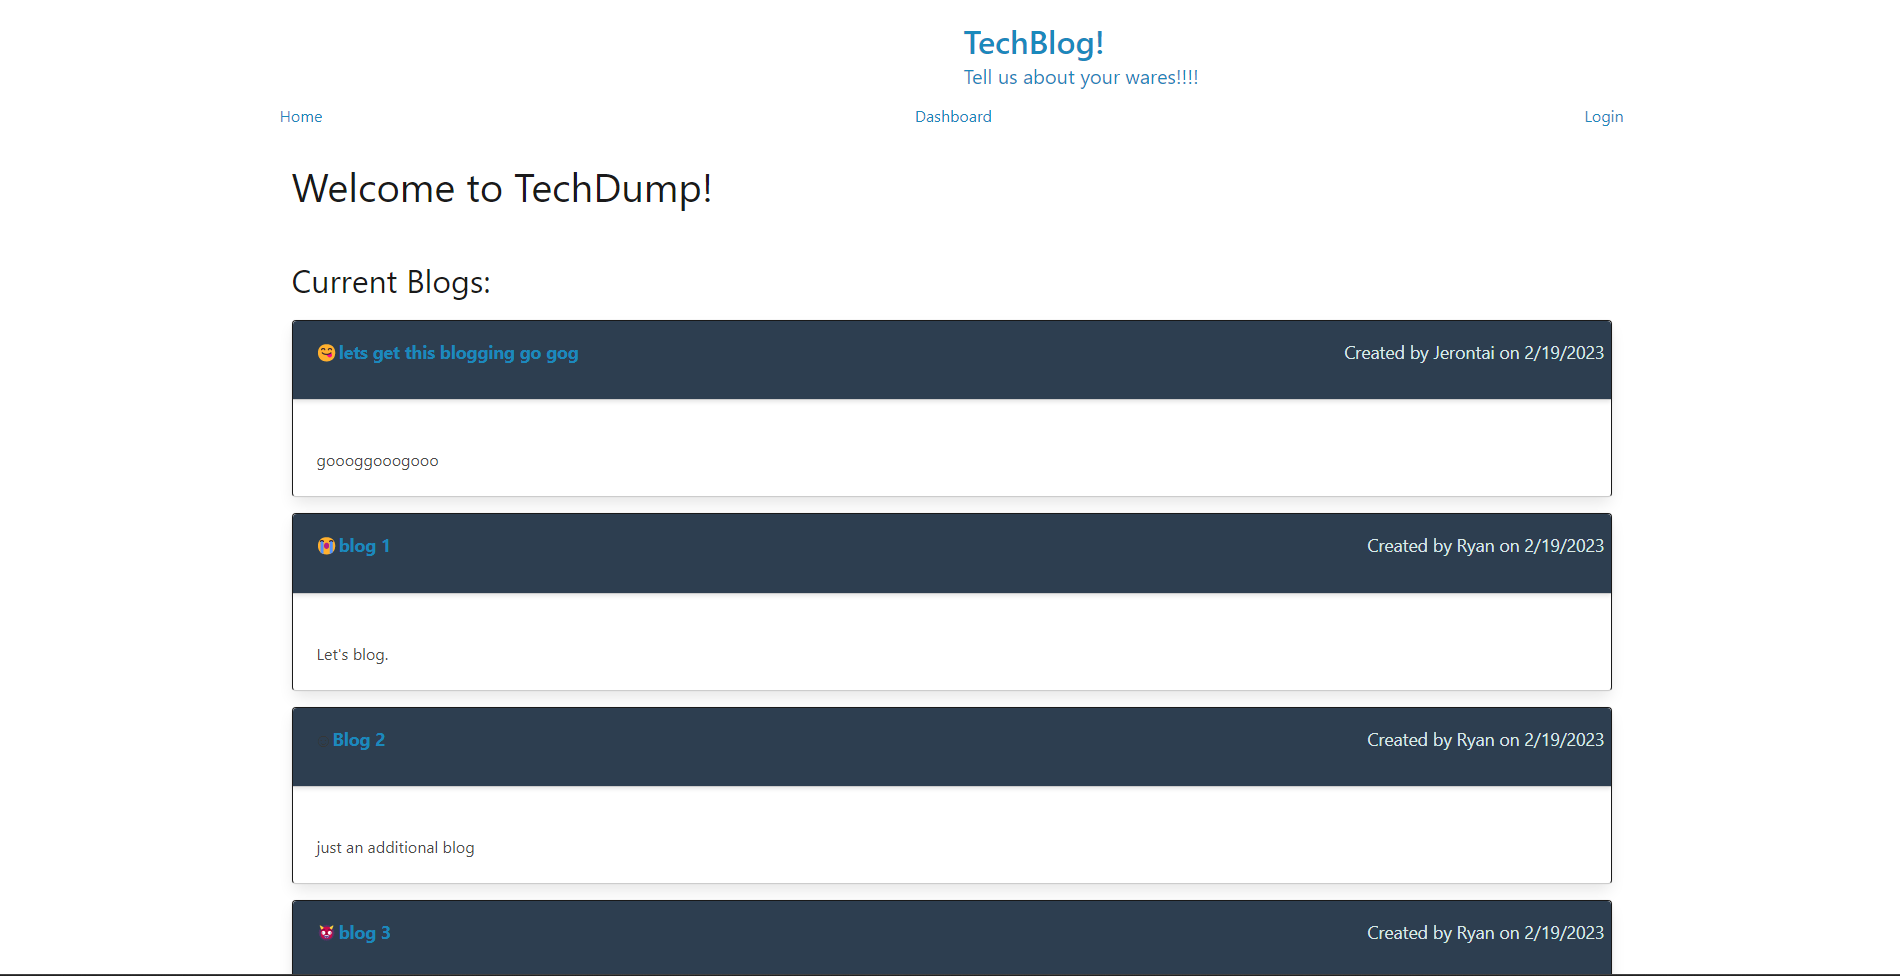 TechBlog!
Tell us about your wares!!!!
Home Dashboard Login
Welcome to TechDump!
Current Blogs:
😋lets get this blogging go gog Created by Jerontai on 2/19/2023
goooggooogooo
😭blog 1 Created by Ryan on 2/19/2023
Let's blog.
Blog 2 Created by Ryan on 2/19/2023
just an additional blog
👿blog 3 Created by Ryan on 2/19/2023